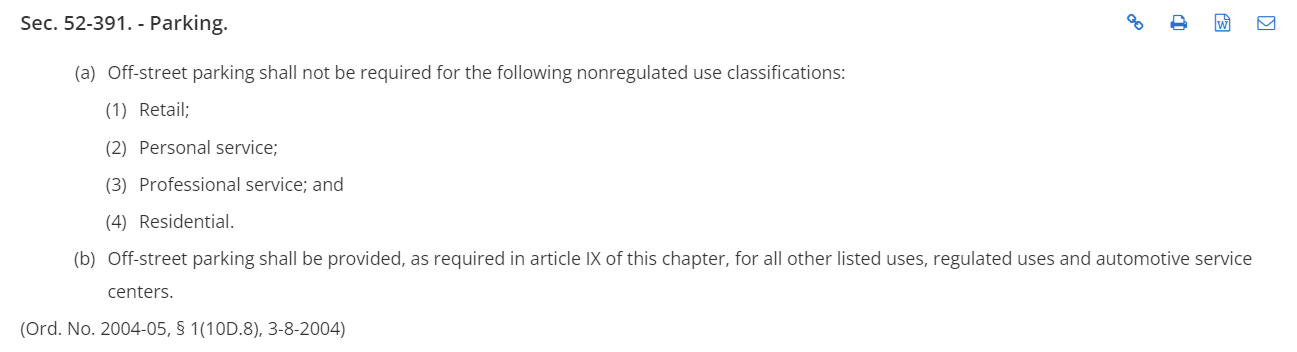 Sec. 52-391. - Parking.
(a) Off-street parking shall not be required for the following nonregulated use classifications:
(1) Retail;
(2) Personal service;
(3) Professional service; and
(4) Residential.
(b) Off-street parking shall be provided, as required in article IX of this chapter, for all other listed uses, regulated uses and automotive service
centers.
(Ord. No. 2004-05, § 1(10D.8), 3-8-2004)